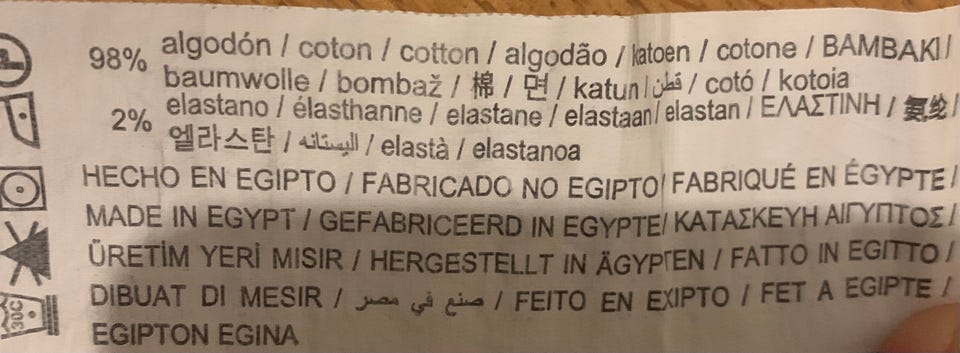 98% algodón / coton / cotton / algodão / katoen / cotone / BAMBAKI /
baumwolle / bombaž / 棉 / 면 / katun / قطن / cotó / kotoia
2% elastano / élasthanne / elastane / elastaan / elastan / ΕΛΑΣΤΙΝΗ / 氨纶 /
엘라스탄 / اليستانه / elastà / elastanoa
HECHO EN EGIPTO / FABRICADO NO EGIPTO / FABRIQUÉ EN ÉGYPTE /
MADE IN EGYPT / GEFABRICEERD IN EGYPTE / ΚΑΤΑΣΚΕΥΗ ΑΙΓΥΠΤΟΣ /
ÜRETİM YERİ MISIR / HERGESTELLT IN ÄGYPTEN / FATTO IN EGITTO /
DIBUAT DI MESIR / صنع في مصر / FEITO EN EXIPTO / FET A EGIPTE /
EGIPTON EGINA
30C